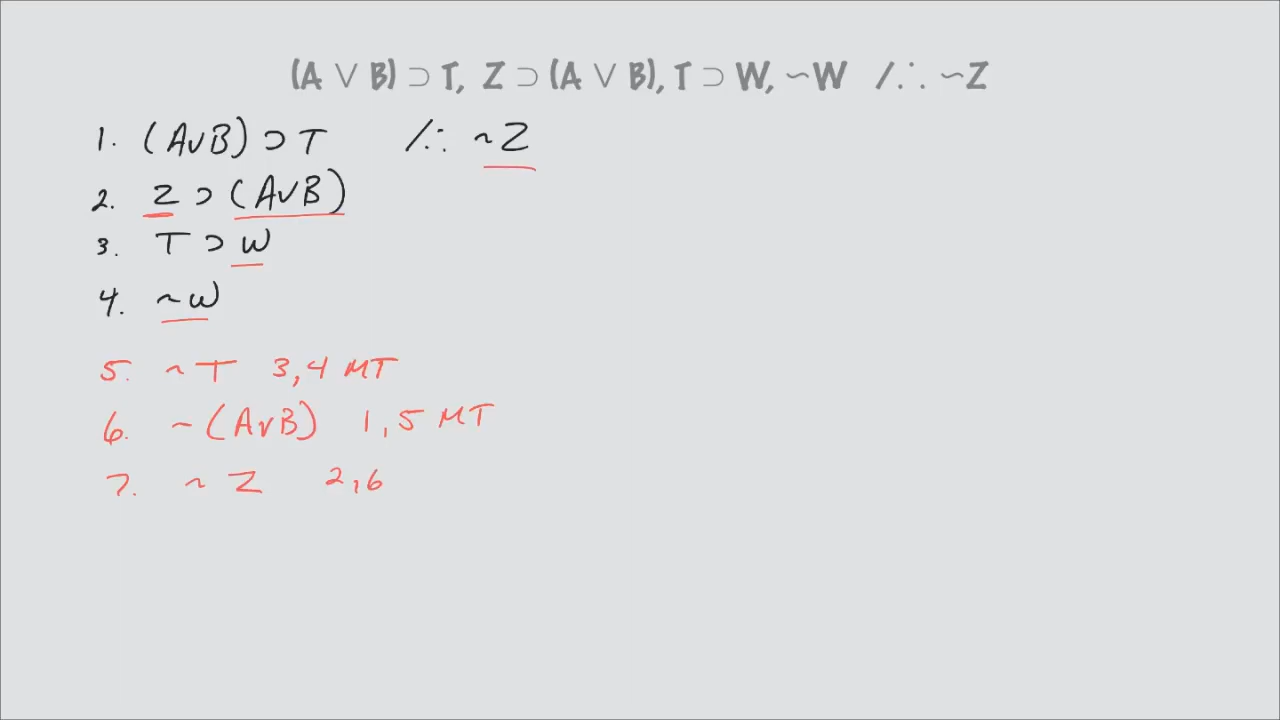 (A ∨ B) ⊃ T, Z ⊃ (A ∨ B), T ⊃ W, ~W /∴ ~Z
1. (A∨B) ⊃ T /∴ ~Z
2. Z ⊃ (A∨B)
3. T ⊃ W
4. ~W
5. ~T 3,4 MT
6. ~(A∨B) 1,5 MT
7. ~Z 2,6